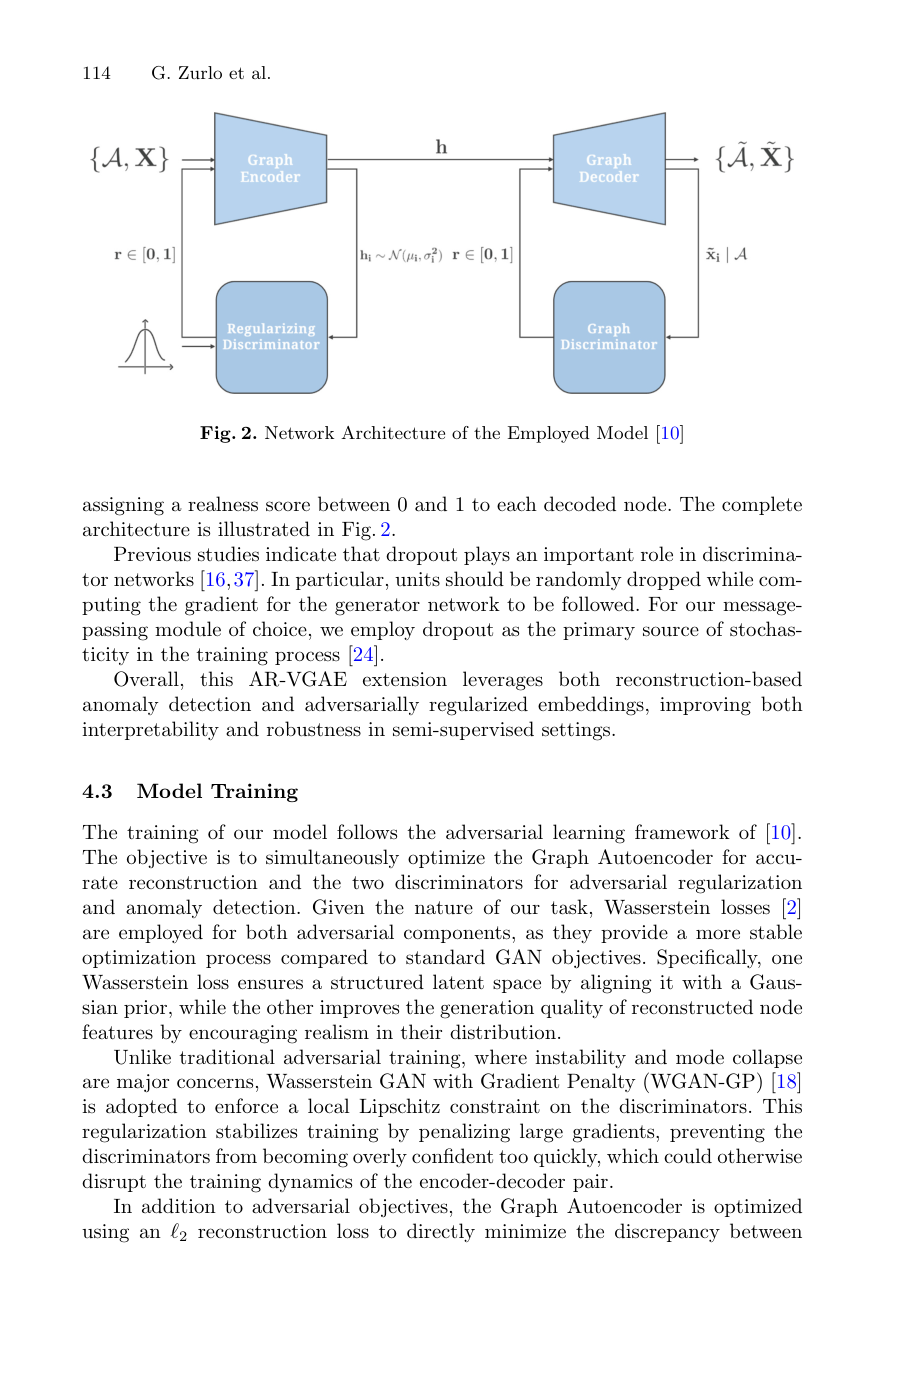 114 G. Zurlo et al.
{𝒜, X}
Graph
Encoder
h
Graph
Decoder
{𝒜̃, X̃}
r ∈ [0, 1]
hᵢ ∼ 𝒩(μᵢ, σᵢ²)
r ∈ [0, 1]
x̃ᵢ | 𝒜
Regularizing
Discriminator
Graph
Discriminator
Fig. 2. Network Architecture of the Employed Model [10]
assigning a realness score between 0 and 1 to each decoded node. The complete
architecture is illustrated in Fig. 2.
Previous studies indicate that dropout plays an important role in discrimina-
tor networks [16,37]. In particular, units should be randomly dropped while com-
puting the gradient for the generator network to be followed. For our message-
passing module of choice, we employ dropout as the primary source of stochas-
ticity in the training process [24].
Overall, this AR-VGAE extension leverages both reconstruction-based
anomaly detection and adversarially regularized embeddings, improving both
interpretability and robustness in semi-supervised settings.
4.3 Model Training
The training of our model follows the adversarial learning framework of [10].
The objective is to simultaneously optimize the Graph Autoencoder for accu-
rate reconstruction and the two discriminators for adversarial regularization
and anomaly detection. Given the nature of our task, Wasserstein losses [2]
are employed for both adversarial components, as they provide a more stable
optimization process compared to standard GAN objectives. Specifically, one
Wasserstein loss ensures a structured latent space by aligning it with a Gaus-
sian prior, while the other improves the generation quality of reconstructed node
features by encouraging realism in their distribution.
Unlike traditional adversarial training, where instability and mode collapse
are major concerns, Wasserstein GAN with Gradient Penalty (WGAN-GP) [18]
is adopted to enforce a local Lipschitz constraint on the discriminators. This
regularization stabilizes training by penalizing large gradients, preventing the
discriminators from becoming overly confident too quickly, which could otherwise
disrupt the training dynamics of the encoder-decoder pair.
In addition to adversarial objectives, the Graph Autoencoder is optimized
using an ℓ₂ reconstruction loss to directly minimize the discrepancy between